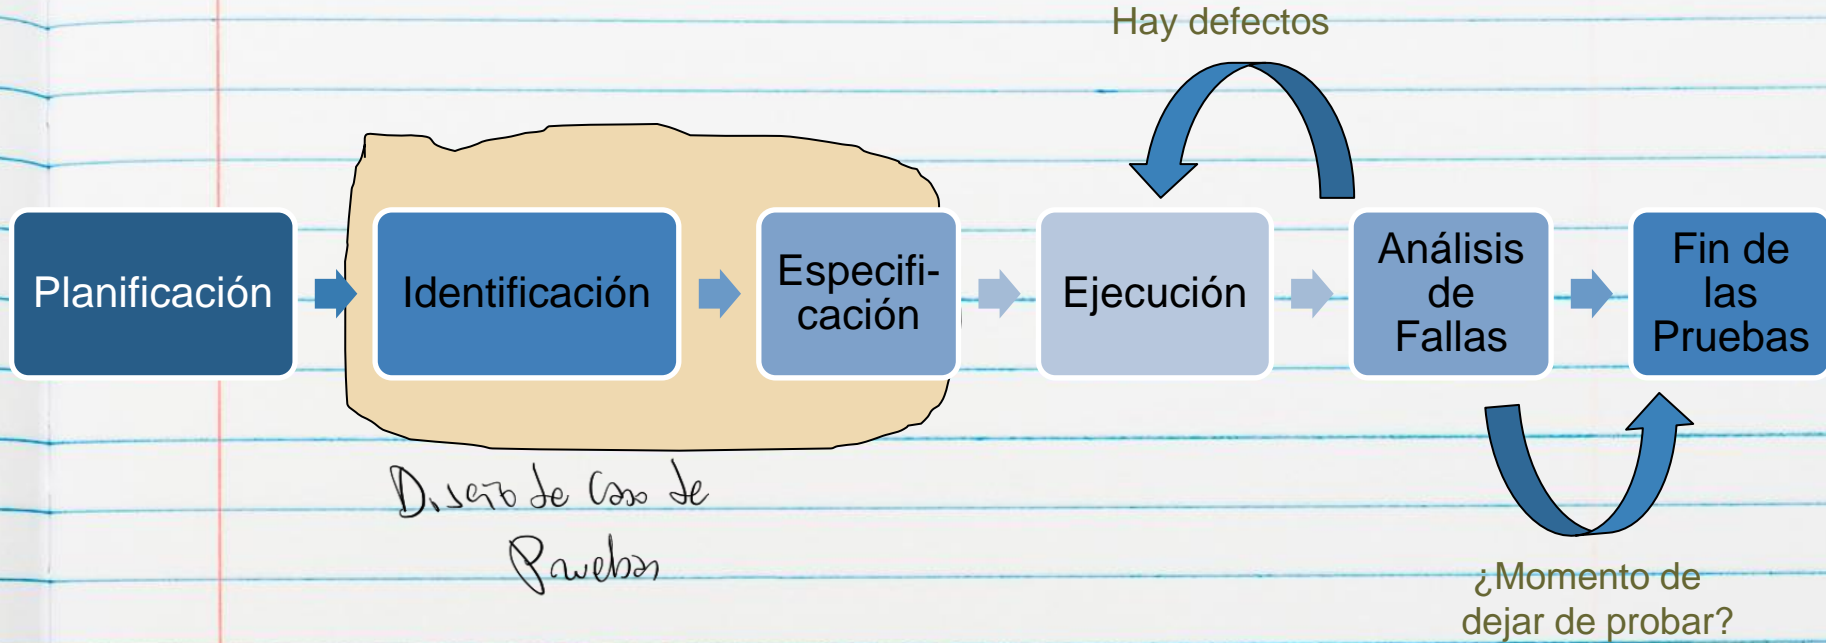 Hay defectos
Planificación
Identificación
Especifi-
cación
Ejecución
Análisis
de
Fallas
Fin de
las
Pruebas
Diseño de Caso de
Pruebas
¿Momento de
dejar de probar?